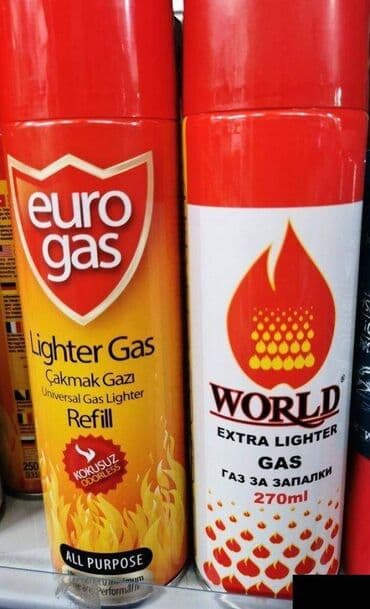 euro
gas
Lighter Gas
Çakmak Gazı
Universal Gas Lighter
Refill
KOKUSUZ
ODORLESS
ALL PURPOSE
WORLD®
EXTRA LIGHTER
GAS
ГАЗ ЗА ЗАПАЛКИ
270ml